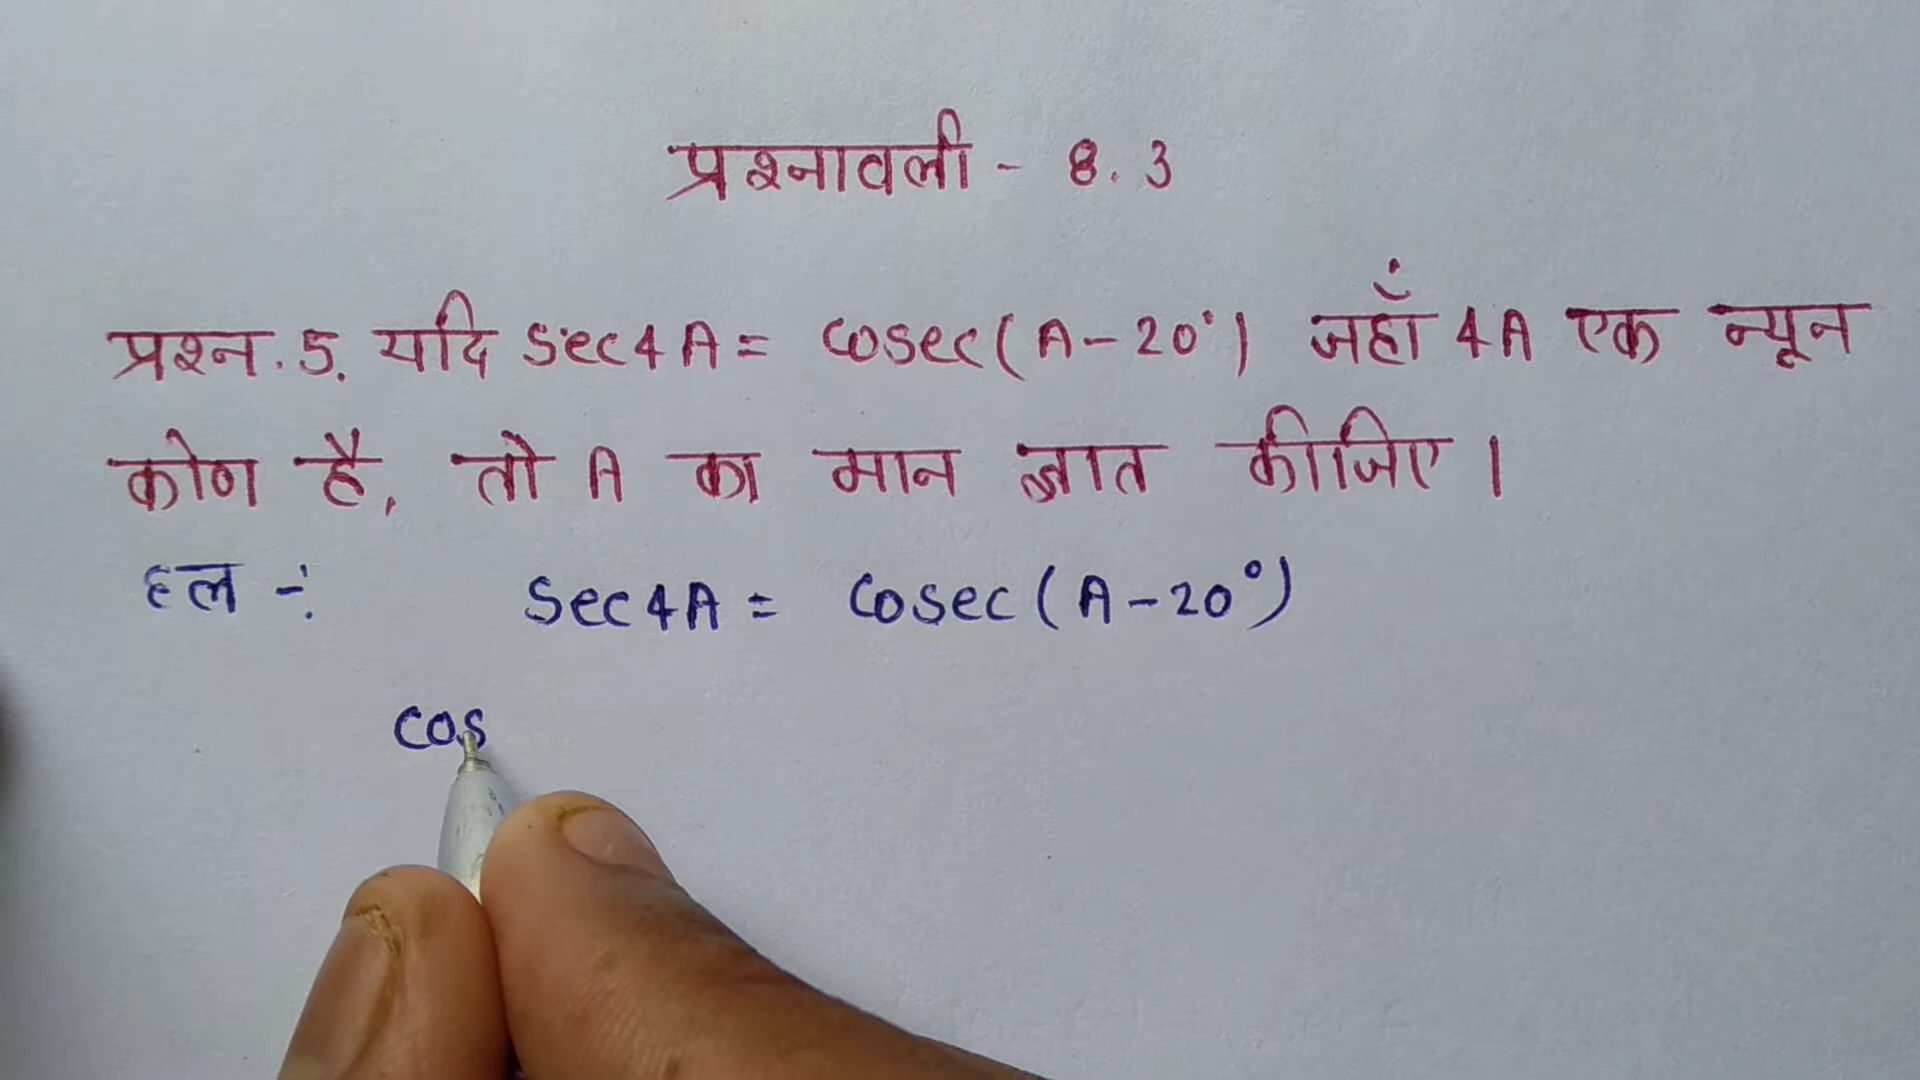 प्रश्नावली - 8.3
प्रश्न.5. यदि sec4A = cosec(A-20°) जहाँ 4A एक न्यून
कोण है, तो A का मान ज्ञात कीजिए।
हल -: sec4A = cosec(A-20°)
cos